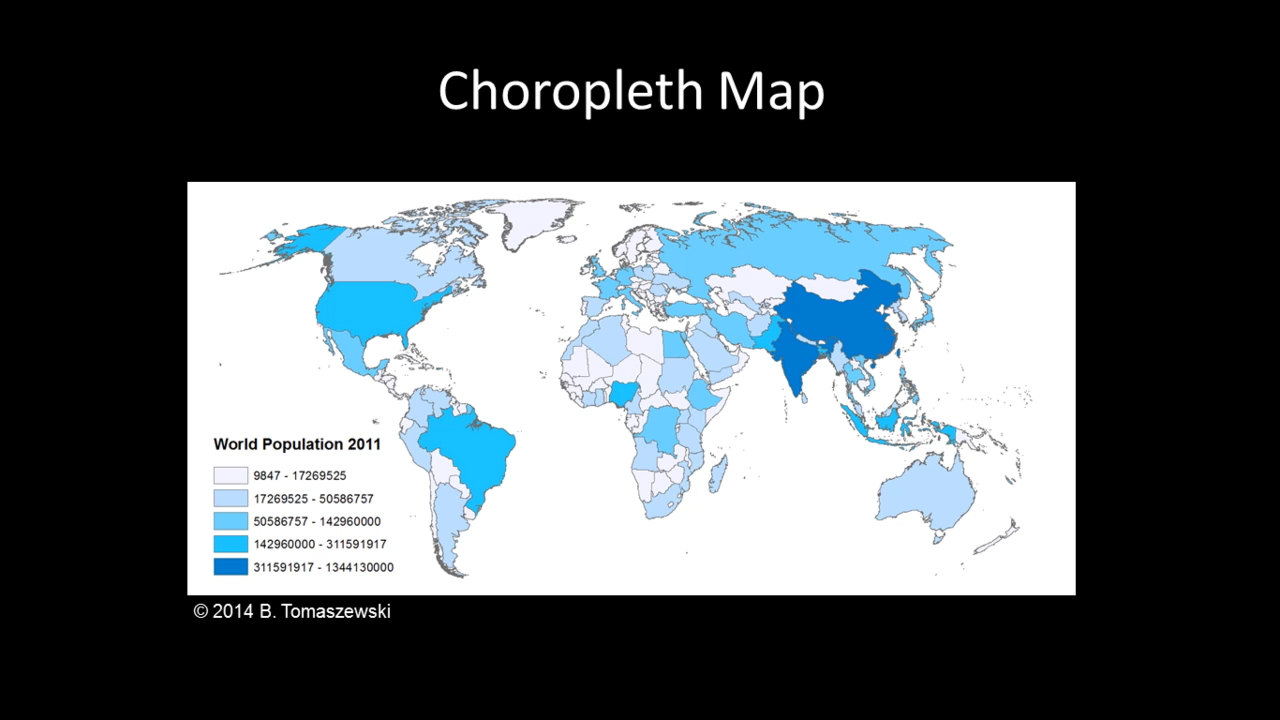 Choropleth Map
World Population 2011
9847 - 17269525
17269525 - 50586757
50586757 - 142960000
142960000 - 311591917
311591917 - 1344130000
© 2014 B. Tomaszewski